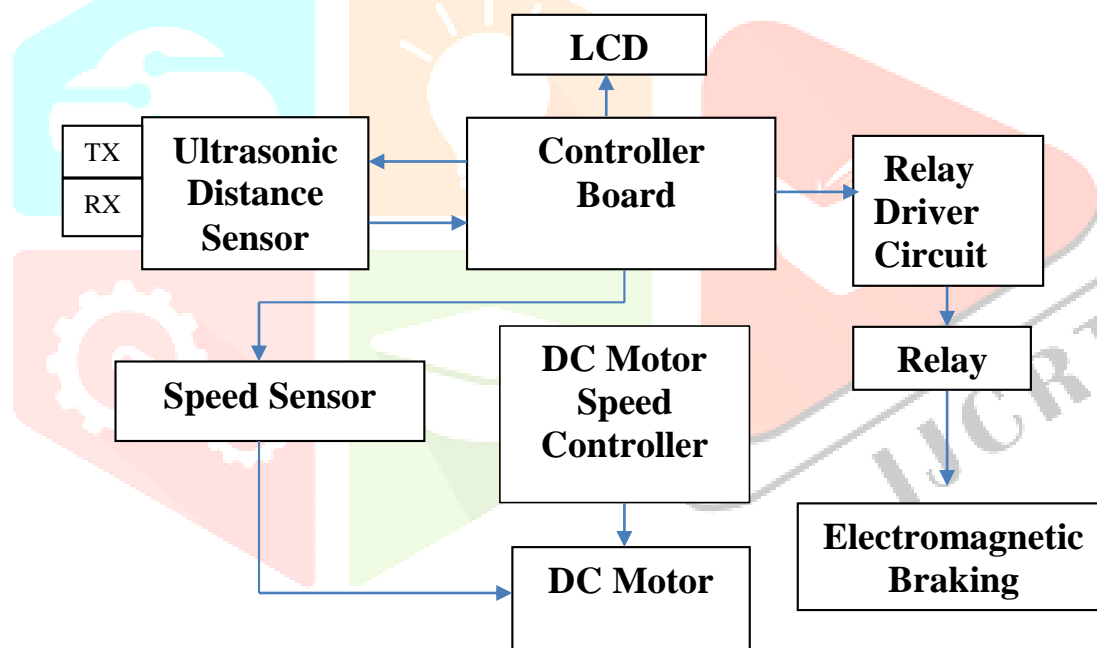 LCD
TX
RX
Ultrasonic
Distance
Sensor
Controller
Board
Relay
Driver
Circuit
Speed Sensor
DC Motor
Speed
Controller
Relay
DC Motor
Electromagnetic
Braking